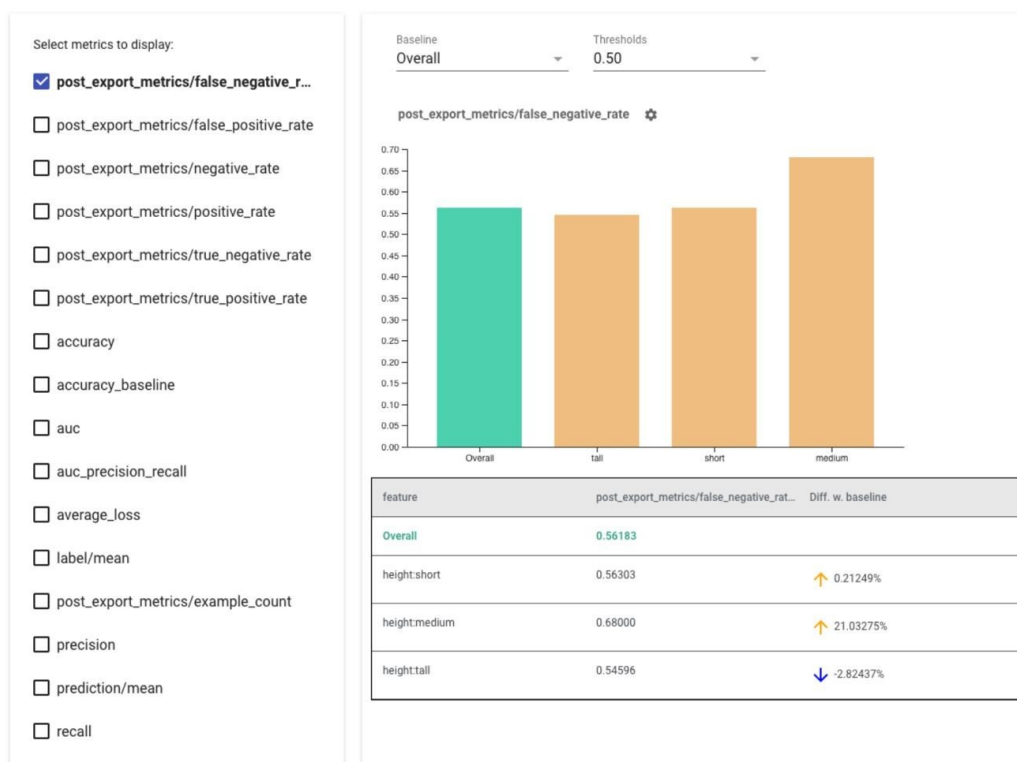 Select metrics to display:
post_export_metrics/false_negative_r...
post_export_metrics/false_positive_rate
post_export_metrics/negative_rate
post_export_metrics/positive_rate
post_export_metrics/true_negative_rate
post_export_metrics/true_positive_rate
accuracy
accuracy_baseline
auc
auc_precision_recall
average_loss
label/mean
post_export_metrics/example_count
precision
prediction/mean
recall
Baseline Thresholds
Overall 0.50
post_export_metrics/false_negative_rate
0.70
0.65
0.60
0.55
0.50
0.45
0.40
0.35
0.30
0.25
0.20
0.15
0.10
0.05
0.00
Overall tall short medium
feature post_export_metrics/false_negative_rat... Diff. w. baseline
Overall 0.56183
height:short 0.56303 0.21249%
height:medium 0.68000 21.03275%
height:tall 0.54596 -2.82437%